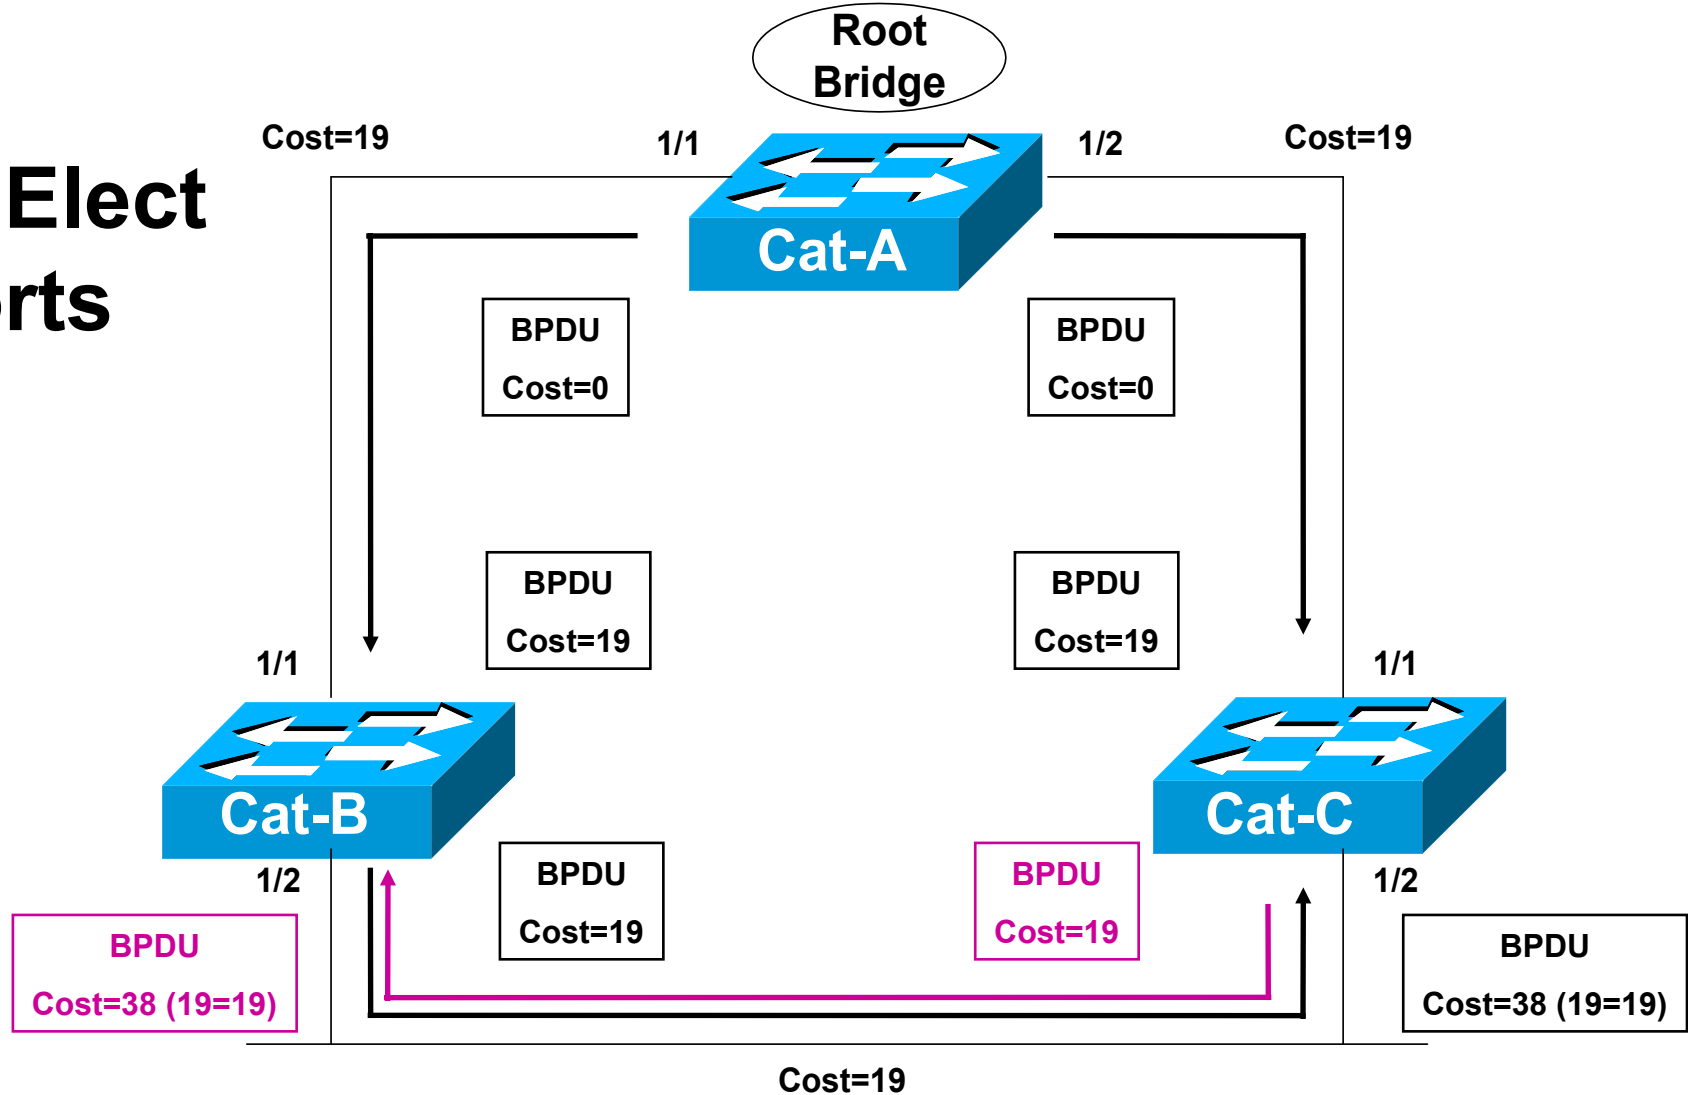 Root
Bridge
Cost=19
1/1
1/2
Cost=19
Elect
rts
Cat-A
BPDU
Cost=0
BPDU
Cost=0
BPDU
Cost=19
BPDU
Cost=19
1/1
1/1
Cat-B
Cat-C
1/2
1/2
BPDU
Cost=19
BPDU
Cost=19
BPDU
Cost=38 (19=19)
BPDU
Cost=38 (19=19)
Cost=19